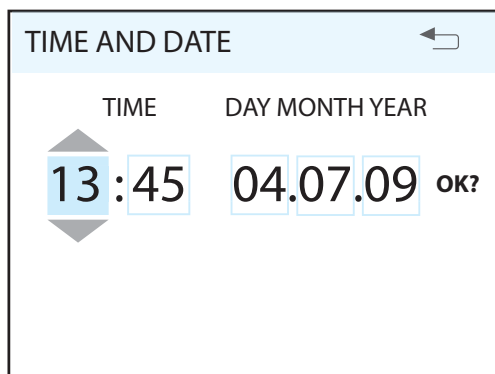 TIME AND DATE
TIME DAY MONTH YEAR
13 : 45 04.07.09 OK?